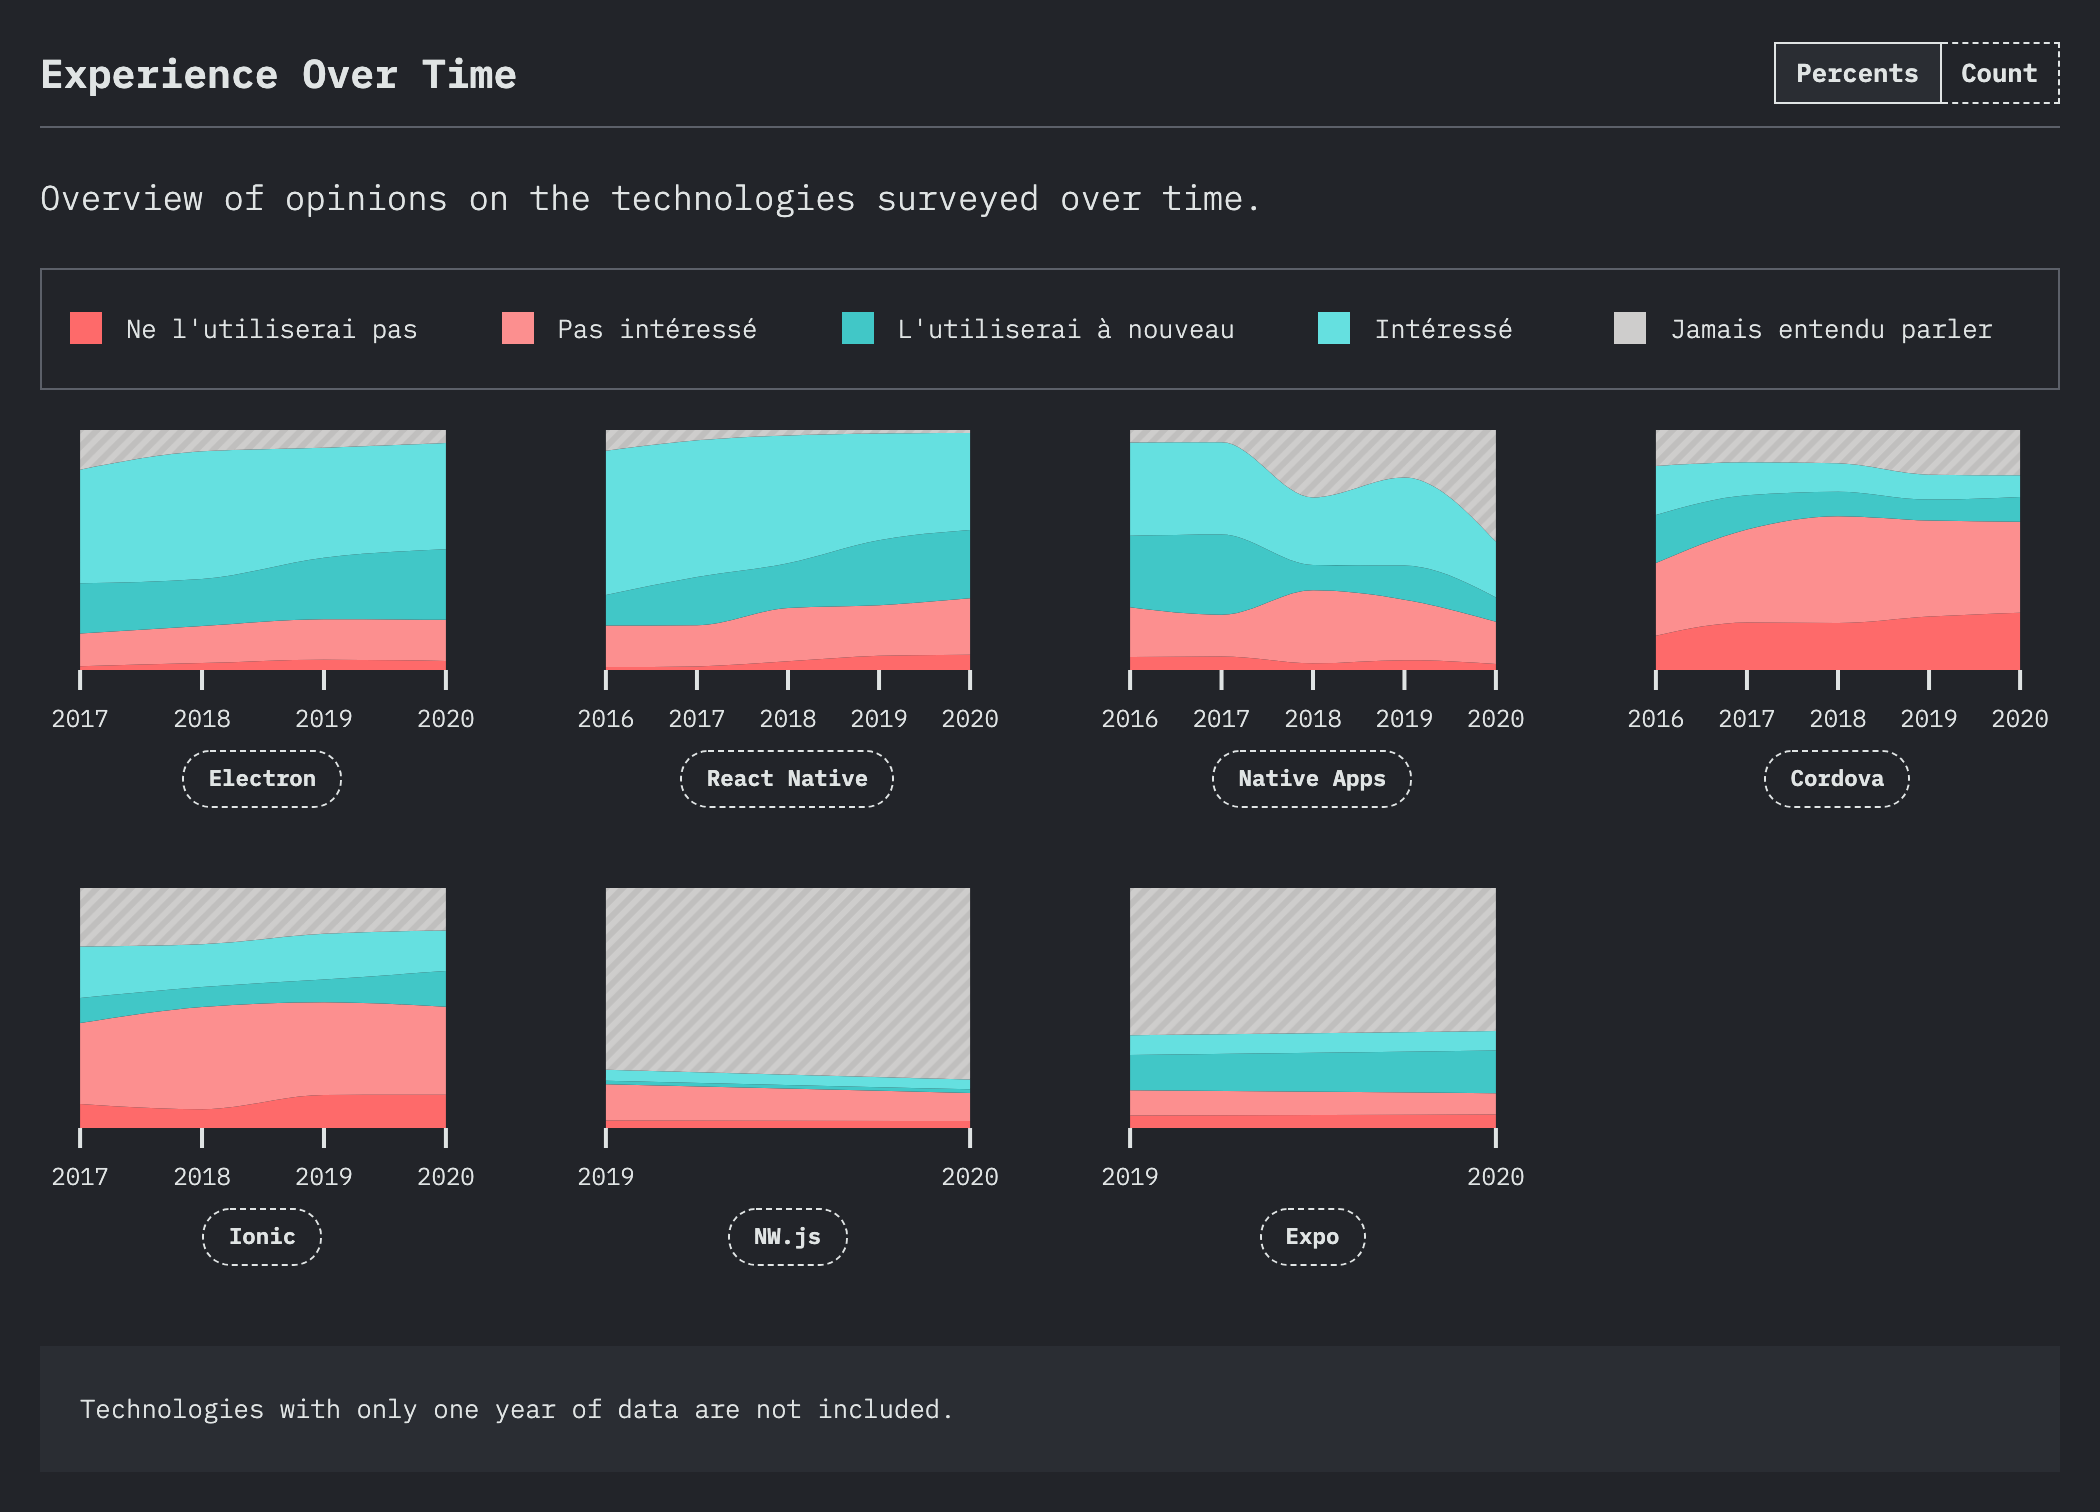 Experience Over Time
Percents Count
Overview of opinions on the technologies surveyed over time.
Ne l'utiliserai pas Pas intéressé L'utiliserai à nouveau Intéressé Jamais entendu parler
2017 2018 2019 2020
Electron
2016 2017 2018 2019 2020
React Native
2016 2017 2018 2019 2020
Native Apps
2016 2017 2018 2019 2020
Cordova
2017 2018 2019 2020
Ionic
2019 2020
NW.js
2019 2020
Expo
Technologies with only one year of data are not included.